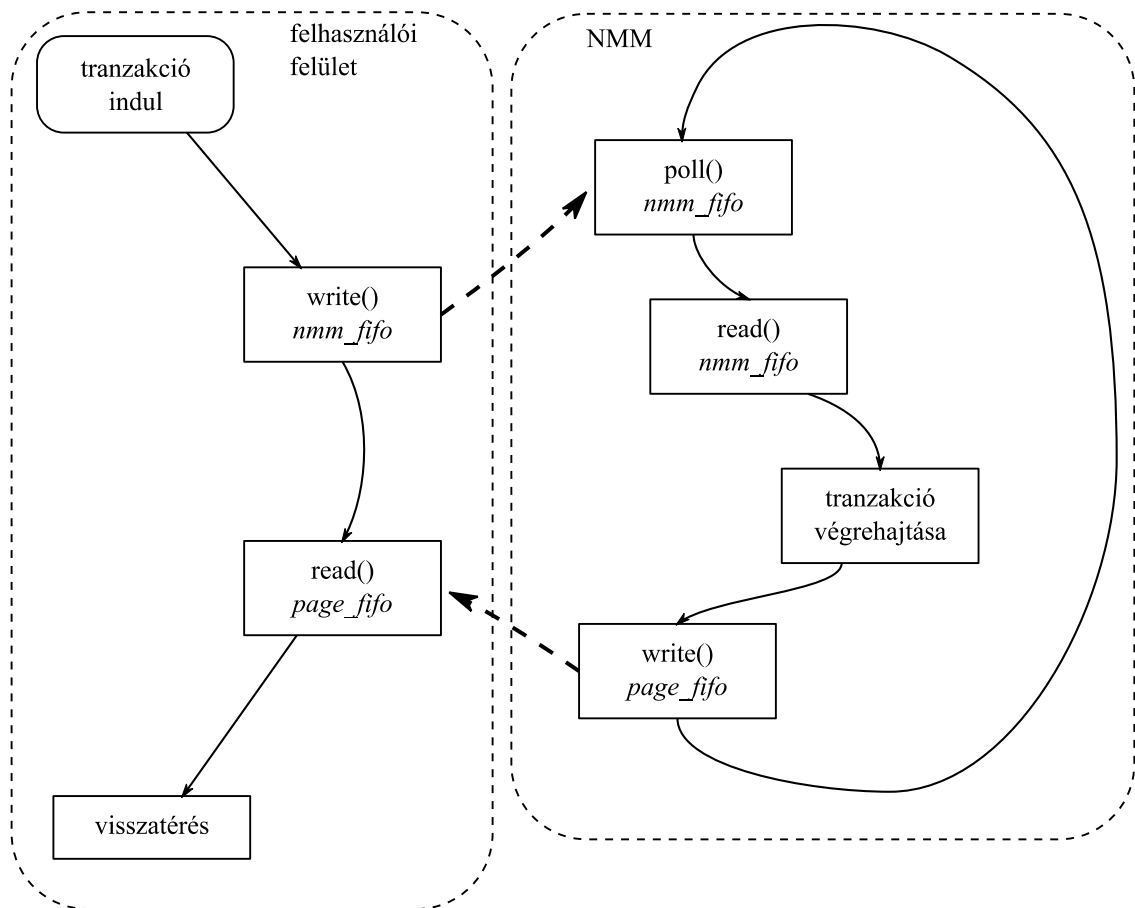 felhasználói
felület
tranzakció
indul
write()
nmm_fifo
read()
page_fifo
visszatérés
NMM
poll()
nmm_fifo
read()
nmm_fifo
tranzakció
végrehajtása
write()
page_fifo